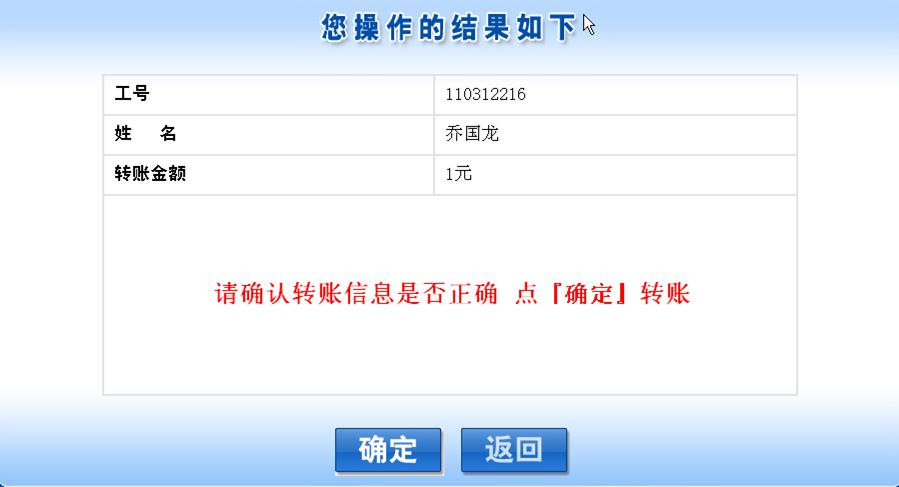 您操作的结果如下
工号 110312216
姓 名 乔国龙
转账金额 1元
请确认转账信息是否正确 点『确定』转账
确定 返回